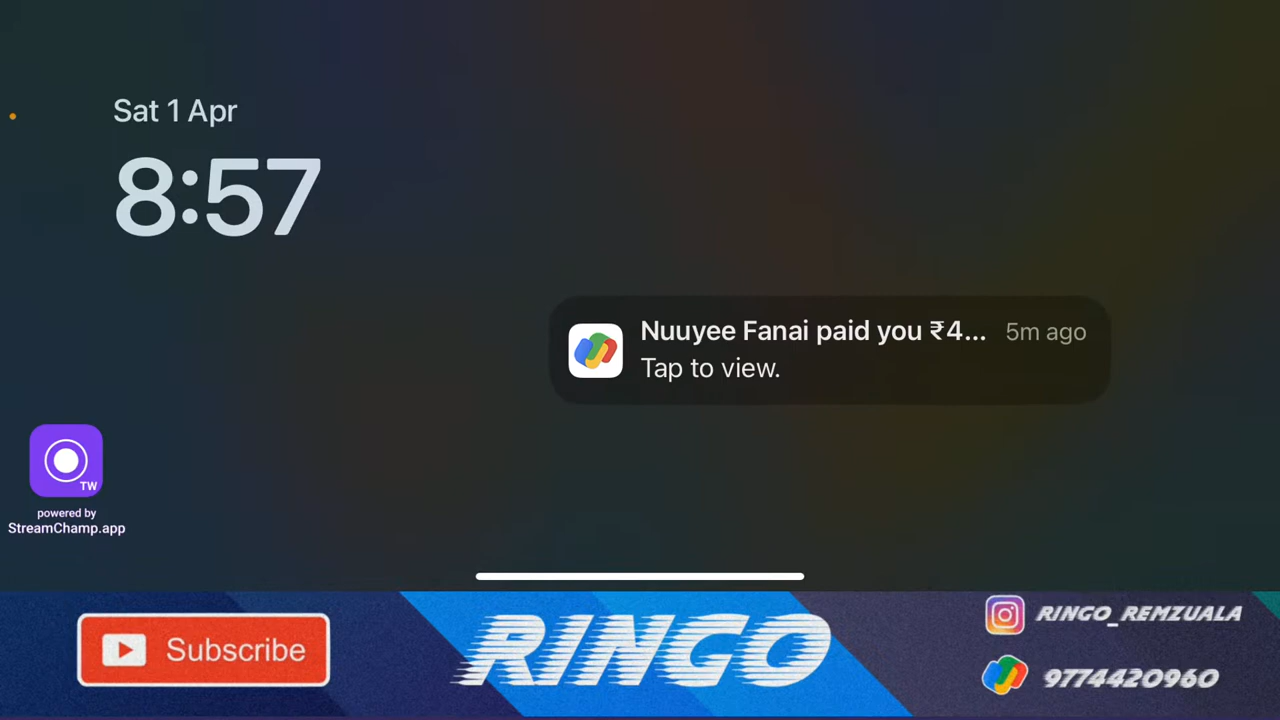 Sat 1 Apr
8:57
Nuuyee Fanai paid you ₹4... 5m ago
Tap to view.
TW
powered by
StreamChamp.app
Subscribe
RINGO
RINGO_REMZUALA
9774420960